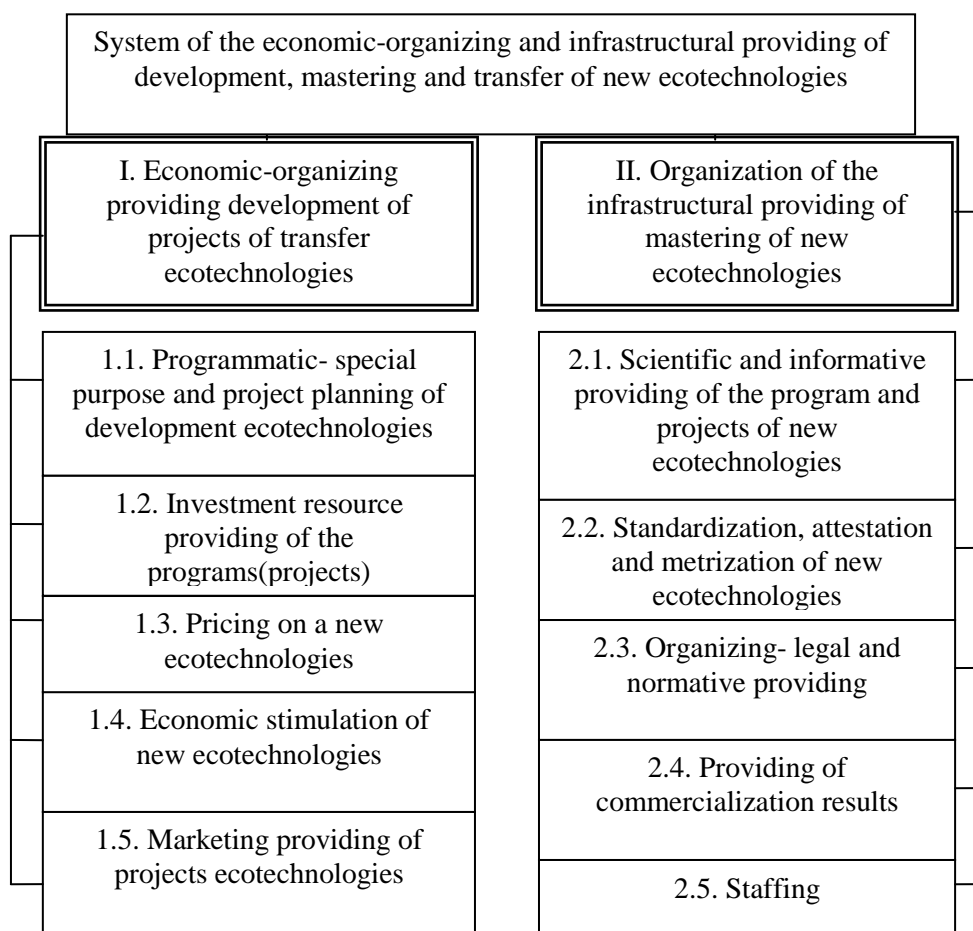 System of the economic-organizing and infrastructural providing of
development, mastering and transfer of new ecotechnologies
I. Economic-organizing
providing development of
projects of transfer
ecotechnologies
1.1. Programmatic- special
purpose and project planning of
development ecotechnologies
1.2. Investment resource
providing of the
programs(projects)
1.3. Pricing on a new
ecotechnologies
1.4. Economic stimulation of
new ecotechnologies
1.5. Marketing providing of
projects ecotechnologies
II. Organization of the
infrastructural providing of
mastering of new
ecotechnologies
2.1. Scientific and informative
providing of the program and
projects of new
ecotechnologies
2.2. Standardization, attestation
and metrization of new
ecotechnologies
2.3. Organizing- legal and
normative providing
2.4. Providing of
commercialization results
2.5. Staffing